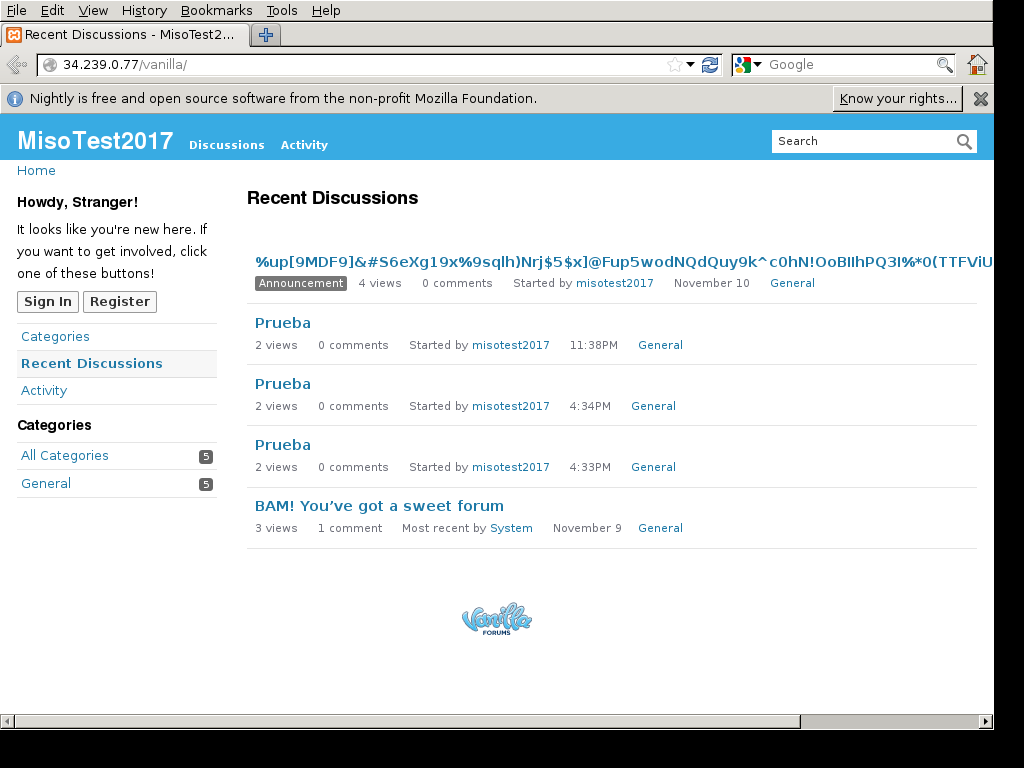 File Edit View History Bookmarks Tools Help
Recent Discussions - MisoTest2...
34.239.0.77/vanilla/ Google
Nightly is free and open source software from the non-profit Mozilla Foundation. Know your rights...
MisoTest2017 Discussions Activity Search
Home
Howdy, Stranger!
It looks like you're new here. If
you want to get involved, click
one of these buttons!
Sign In Register
Categories
Recent Discussions
Activity
Categories
All Categories 5
General 5
Recent Discussions
%up[9MDF9]&#S6eXg19x%9sqlh)Nrj$5$x]@Fup5wodNQdQuy9k^c0hN!OoBIIhPQ3I%*0(TTFViU
Announcement 4 views 0 comments Started by misotest2017 November 10 General
Prueba
2 views 0 comments Started by misotest2017 11:38PM General
Prueba
2 views 0 comments Started by misotest2017 4:34PM General
Prueba
2 views 0 comments Started by misotest2017 4:33PM General
BAM! You’ve got a sweet forum
3 views 1 comment Most recent by System November 9 General
Vanilla
FORUMS